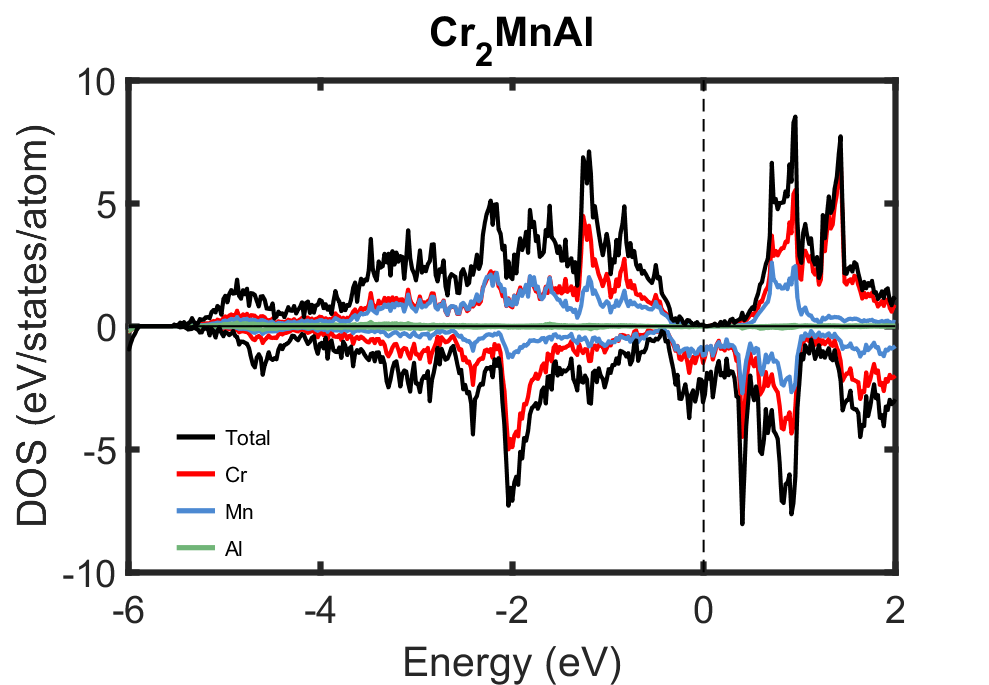 Cr₂MnAl
DOS (eV/states/atom)
10
5
0
-5
-10
Total
Cr
Mn
Al
-6 -4 -2 0 2
Energy (eV)